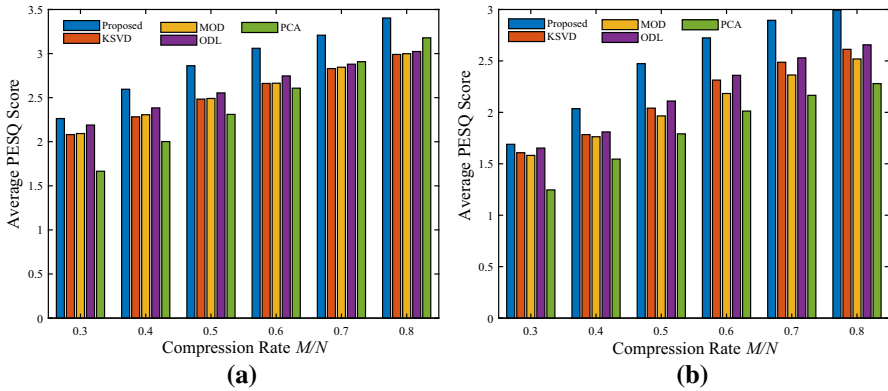 Proposed
KSVD
MOD
ODL
PCA
Average PESQ Score
3.5
3
2.5
2
1.5
1
0.5
0
0.3 0.4 0.5 0.6 0.7 0.8
Compression Rate M/N
(a)
Proposed
KSVD
MOD
ODL
PCA
Average PESQ Score
3
2.5
2
1.5
1
0.5
0
0.3 0.4 0.5 0.6 0.7 0.8
Compression Rate M/N
(b)